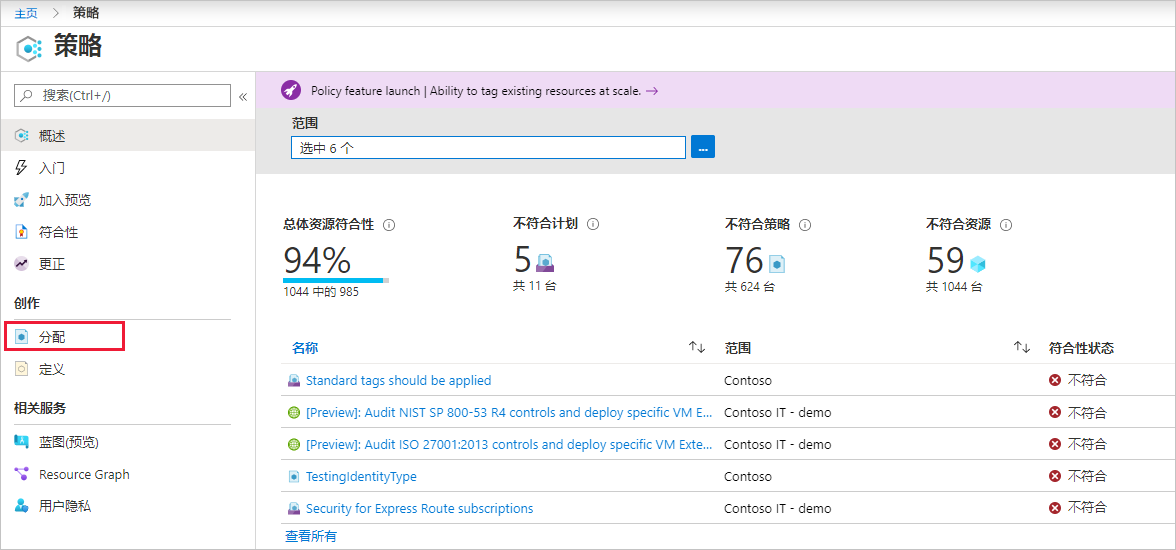 主页 > 策略
策略
搜索(Ctrl+/)
«
概述
入门
加入预览
符合性
更正
创作
分配
定义
相关服务
蓝图(预览)
Resource Graph
用户隐私
Policy feature launch | Ability to tag existing resources at scale. →
范围
选中 6 个
...
总体资源符合性
94%
1044 中的 985
不符合计划
5
共 11 台
不符合策略
76
共 624 台
不符合资源
59
共 1044 台
名称 ↑↓ 范围 ↑↓ 符合性状态
Standard tags should be applied Contoso 不符合
[Preview]: Audit NIST SP 800-53 R4 controls and deploy specific VM E... Contoso IT - demo 不符合
[Preview]: Audit ISO 27001:2013 controls and deploy specific VM Exte... Contoso IT - demo 不符合
TestingIdentityType Contoso 不符合
Security for Express Route subscriptions Contoso IT - demo 不符合
查看所有